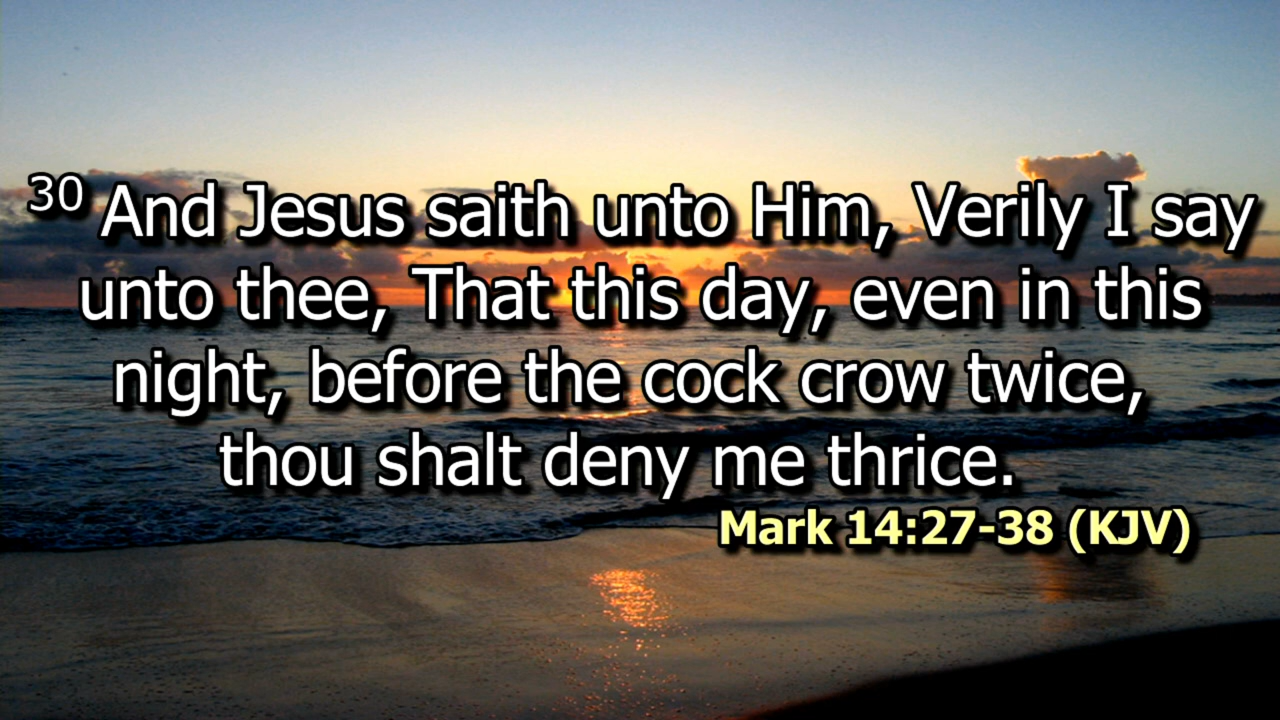 30 And Jesus saith unto Him, Verily I say
unto thee, That this day, even in this
night, before the cock crow twice,
thou shalt deny me thrice.
Mark 14:27-38 (KJV)